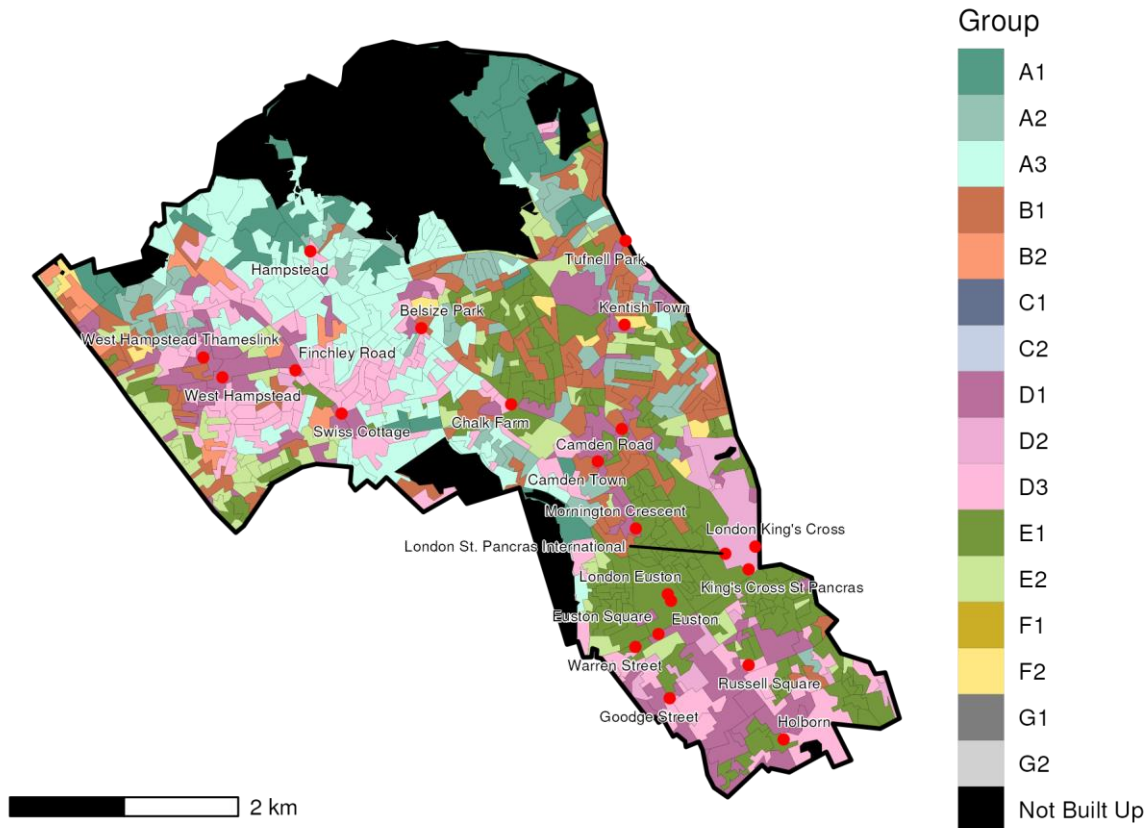 Group
A1
A2
A3
B1
B2
C1
C2
D1
D2
D3
E1
E2
F1
F2
G1
G2
Not Built Up
Tufnell Park
Hampstead
Belsize Park
Kentish Town
West Hampstead Thameslink
Finchley Road
West Hampstead
Swiss Cottage
Chalk Farm
Camden Road
Camden Town
Mornington Crescent
London King's Cross
London St. Pancras International
London Euston
King's Cross St Pancras
Euston Square
Euston
Warren Street
Russell Square
Goodge Street
Holborn
2 km